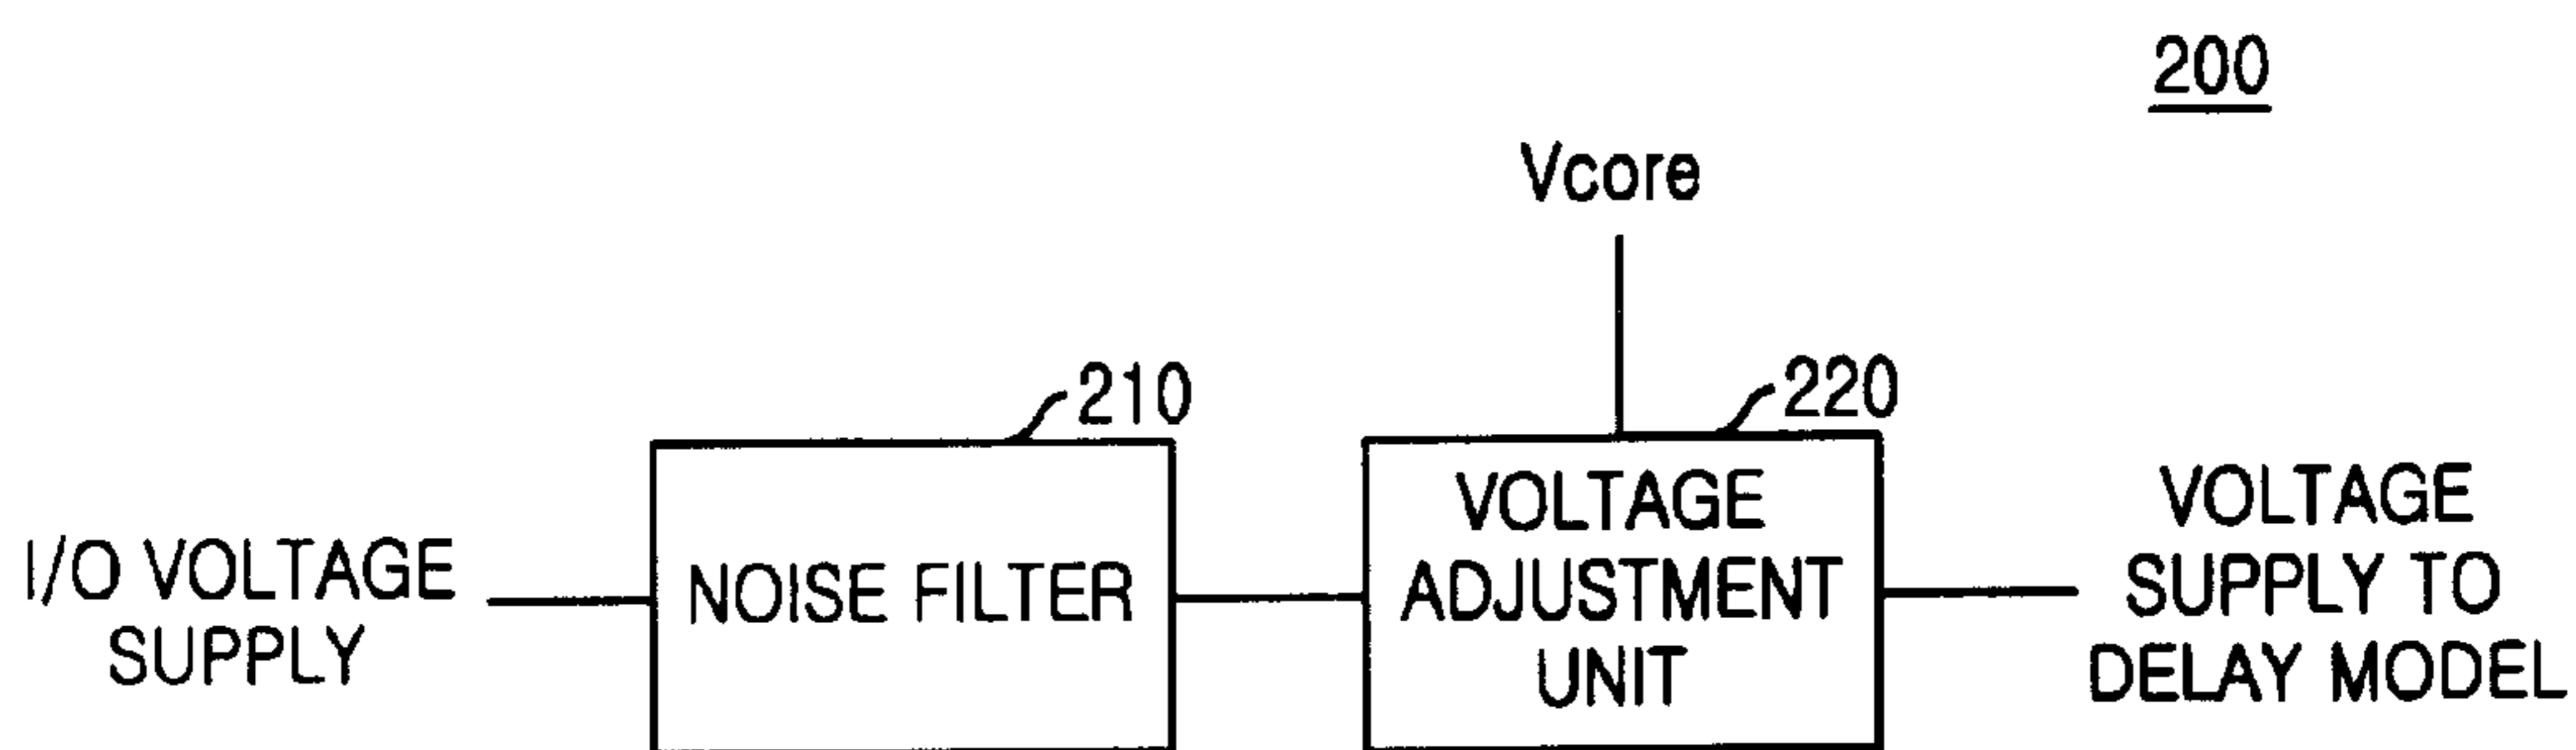 200
Vcore
210
220
I/O VOLTAGE
SUPPLY
NOISE FILTER
VOLTAGE
ADJUSTMENT
UNIT
VOLTAGE
SUPPLY TO
DELAY MODEL